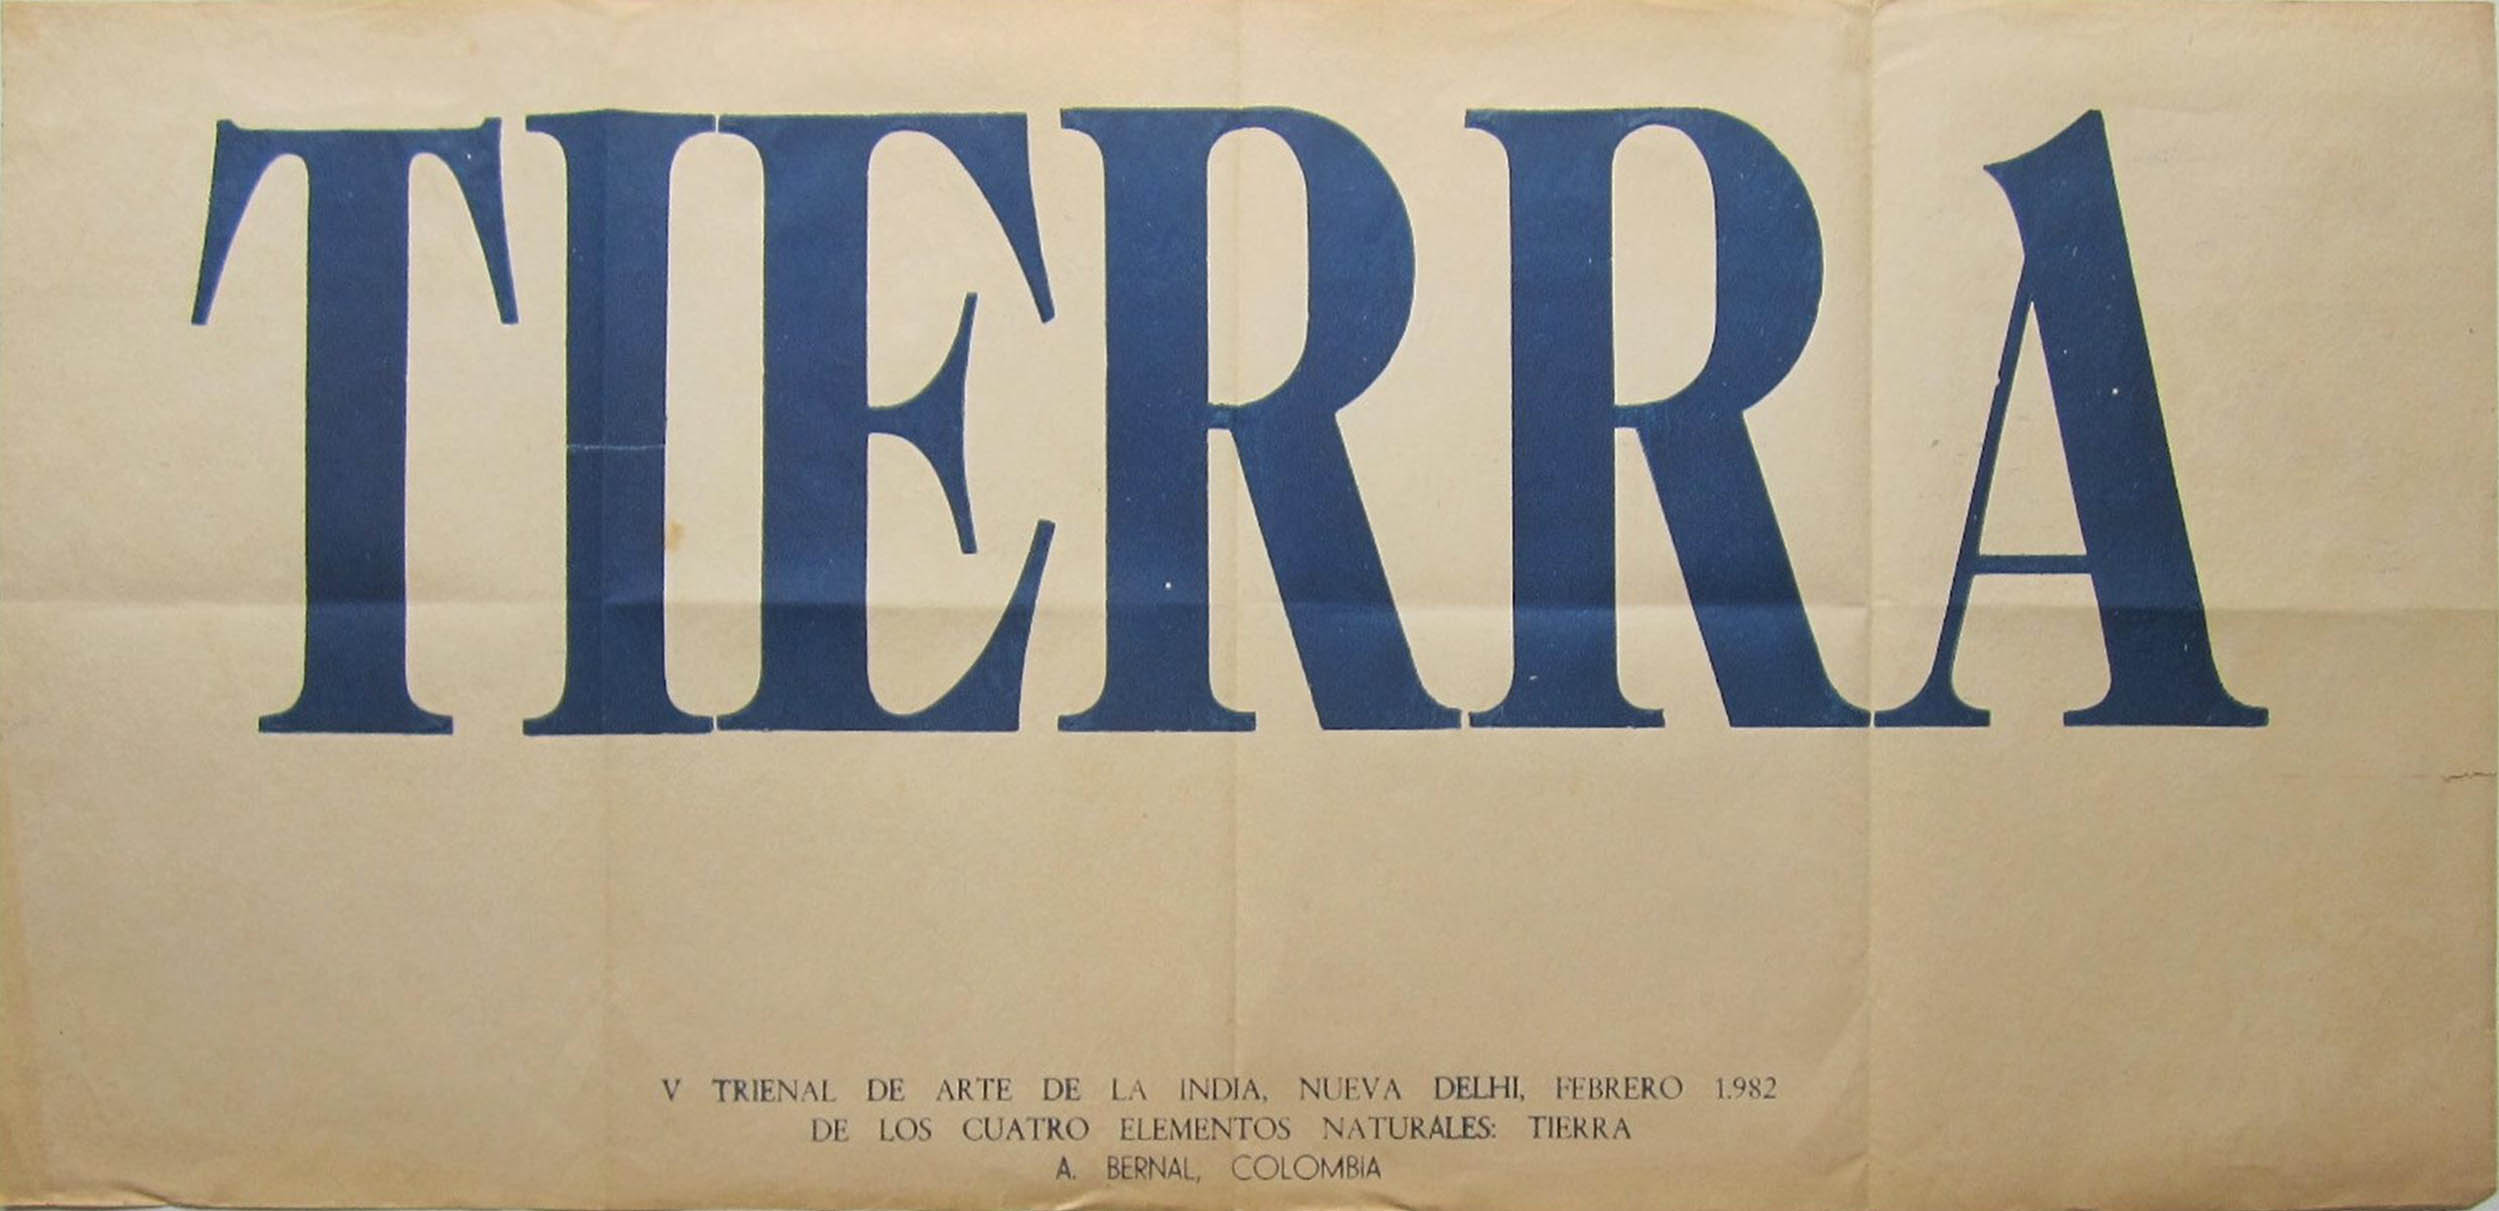 TIERRA
V TRIENAL DE ARTE DE LA INDIA, NUEVA DELHI, FEBRERO 1.982
DE LOS CUATRO ELEMENTOS NATURALES: TIERRA
A. BERNAL, COLOMBIA